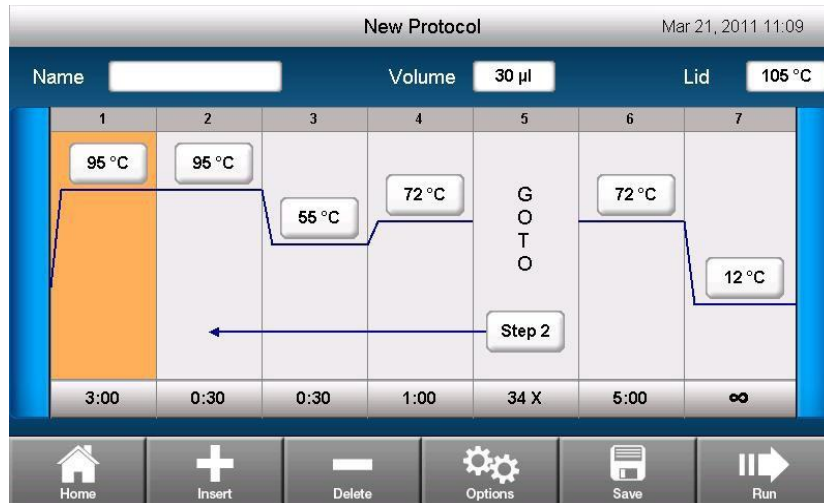 New Protocol Mar 21, 2011 11:09
Name Volume 30 µl Lid 105 °C
1 2 3 4 5 6 7
95 °C 95 °C 55 °C 72 °C 72 °C 12 °C
G
O
T
O
Step 2
3:00 0:30 0:30 1:00 34 X 5:00 ∞
Home Insert Delete Options Save Run